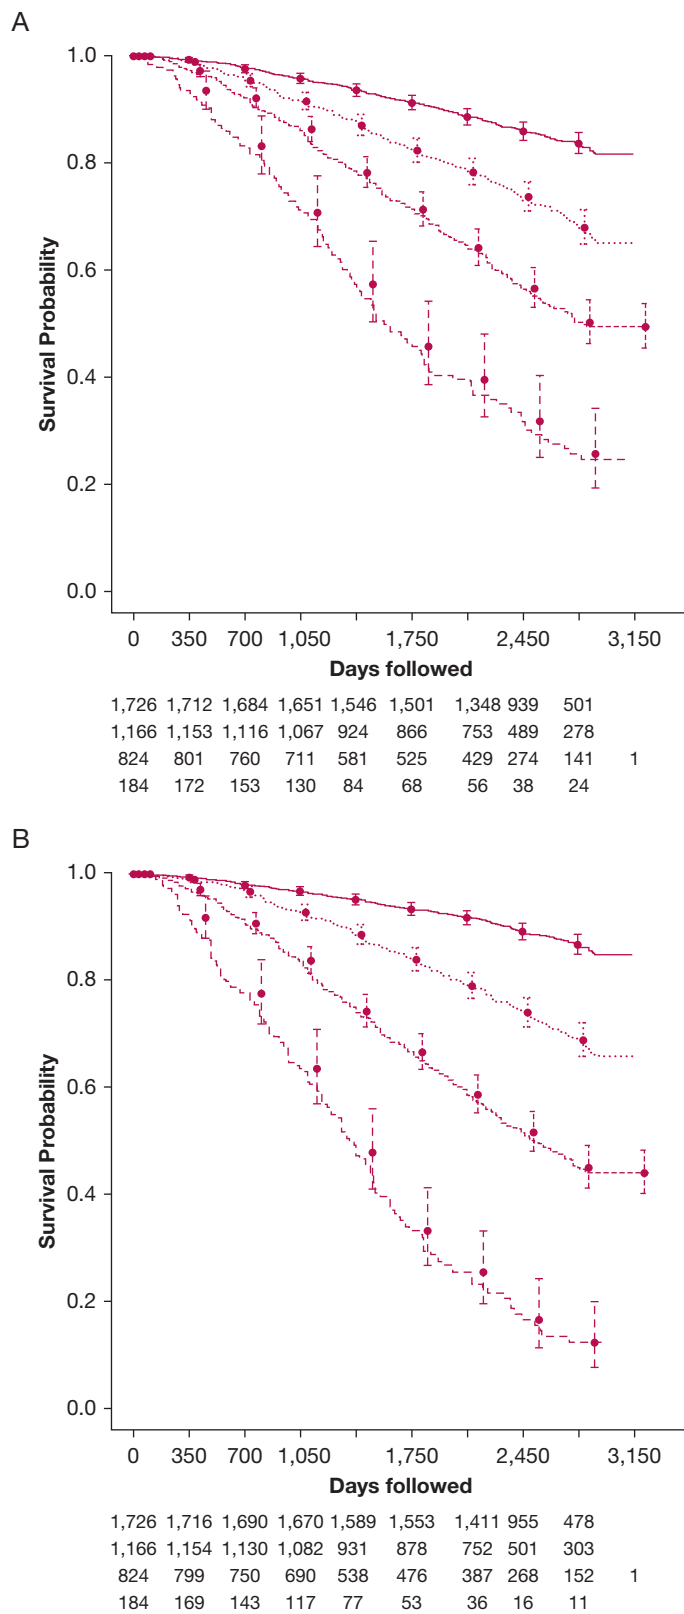 A
1.0
0.8
0.6
0.4
0.2
0.0
Survival Probability
0 350 700 1,050 1,750 2,450 3,150
Days followed
1,726 1,712 1,684 1,651 1,546 1,501 1,348 939 501
1,166 1,153 1,116 1,067 924 866 753 489 278
824 801 760 711 581 525 429 274 141 1
184 172 153 130 84 68 56 38 24
B
1.0
0.8
0.6
0.4
0.2
0.0
Survival Probability
0 350 700 1,050 1,750 2,450 3,150
Days followed
1,726 1,716 1,690 1,670 1,589 1,553 1,411 955 478
1,166 1,154 1,130 1,082 931 878 752 501 303
824 799 750 690 538 476 387 268 152 1
184 169 143 117 77 53 36 16 11